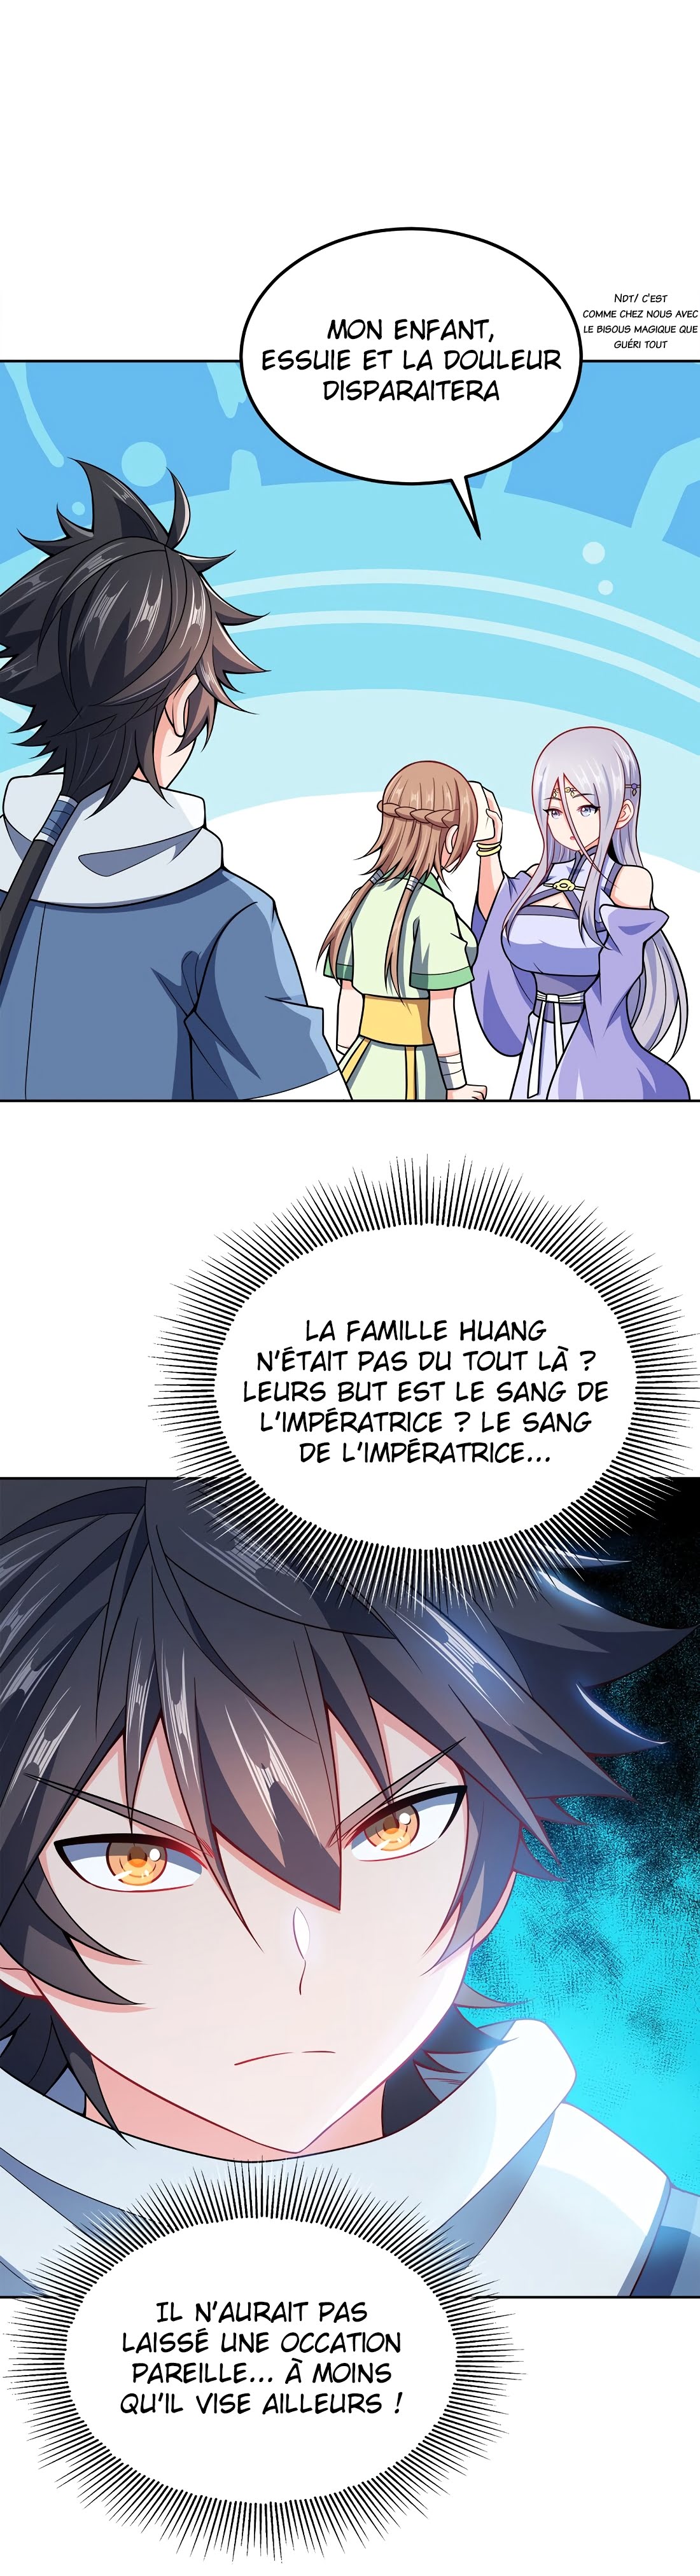 MON ENFANT,
ESSUIE ET LA DOULEUR
DISPARAITERA
NDT/ C'EST
COMME CHEZ NOUS AVEC
LE BISOUS MAGIQUE QUE
GUÉRI TOUT
LA FAMILLE HUANG
N'ÉTAIT PAS DU TOUT LÀ ?
LEURS BUT EST LE SANG DE
L'IMPÉRATRICE ? LE SANG
DE L'IMPÉRATRICE...
IL N'AURAIT PAS
LAISSÉ UNE OCCATION
PAREILLE... À MOINS
QU'IL VISE AILLEURS !